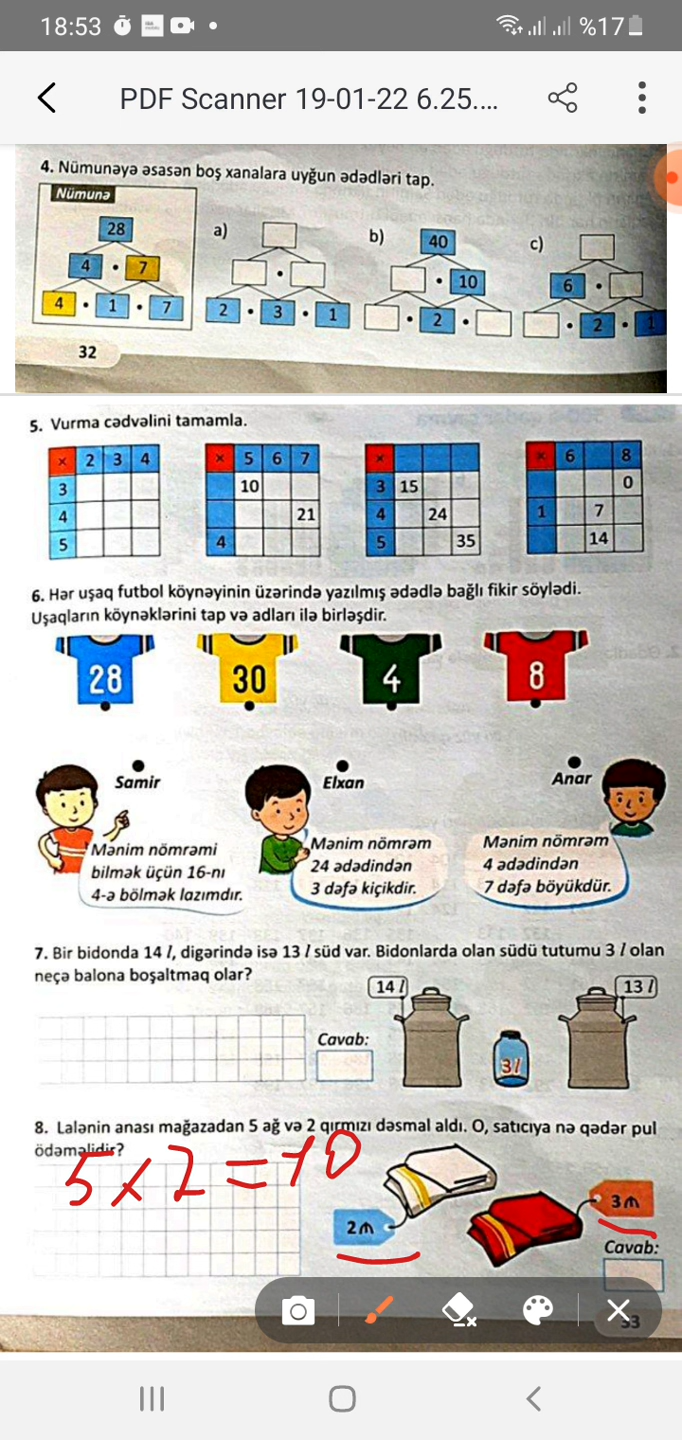 18:53 %17
PDF Scanner 19-01-22 6.25....
4. Nümunəyə əsasən boş xanalara uyğun ədədləri tap.
Nümunə
28
4 • 7
4 • 1 • 7
a)
•
2 • 3 • 1
b)
40
• 10
• 2 •
c)
6 •
• 2 • 1
32
5. Vurma cədvəlini tamamla.
× 2 3 4
3
4
5
× 5 6 7
10
21
4
×
3 15
4 24
5 35
× 6 8
0
1 7
14
6. Hər uşaq futbol köynəyinin üzərində yazılmış ədədlə bağlı fikir söylədi.
Uşaqların köynəklərini tap və adları ilə birləşdir.
28 30 4 8
Samir
Mənim nömrəmi
bilmək üçün 16-nı
4-ə bölmək lazımdır.
Elxan
Mənim nömrəm
24 ədədindən
3 dəfə kiçikdir.
Anar
Mənim nömrəm
4 ədədindən
7 dəfə böyükdür.
7. Bir bidonda 14 l, digərində isə 13 l süd var. Bidonlarda olan südü tutumu 3 l olan
neçə balona boşaltmaq olar?
14 l
13 l
3 l
Cavab:
8. Lalənin anası mağazadan 5 ağ və 2 qırmızı dəsmal aldı. O, satıcıya nə qədər pul
ödəməlidir?
5 × 2 = 10
2₼
3₼
Cavab:
33